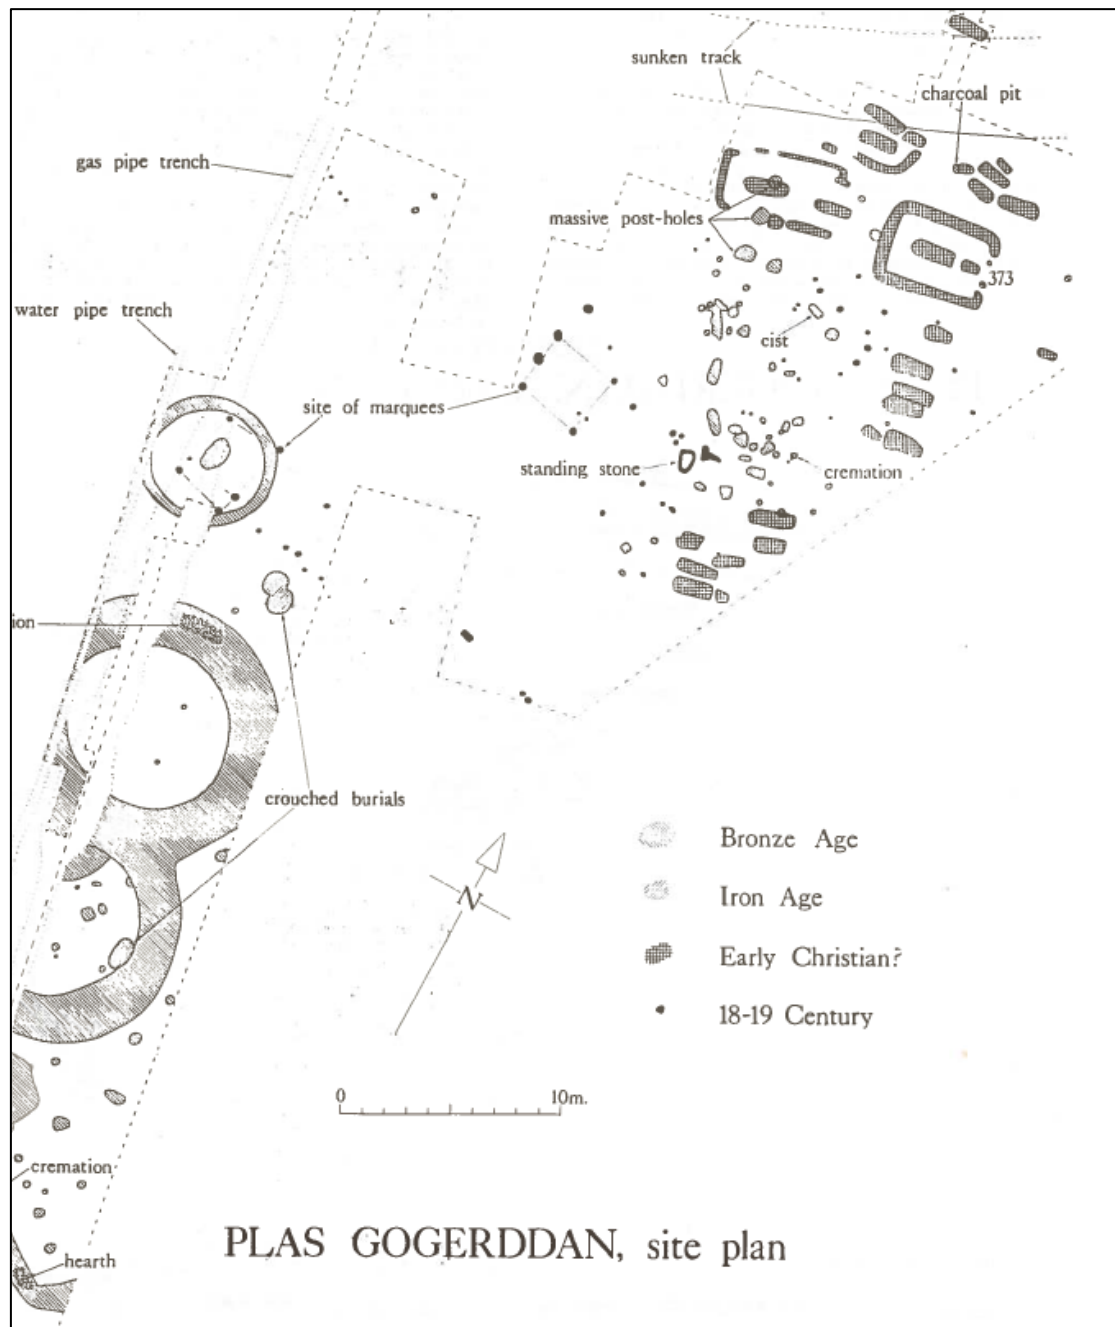 sunken track
charcoal pit
gas pipe trench
massive post-holes
373
water pipe trench
cist
site of marquees
standing stone
cremation
ion
crouched burials
Bronze Age
N
Iron Age
Early Christian?
18-19 Century
0 10m.
cremation
PLAS GOGERDDAN, site plan
hearth